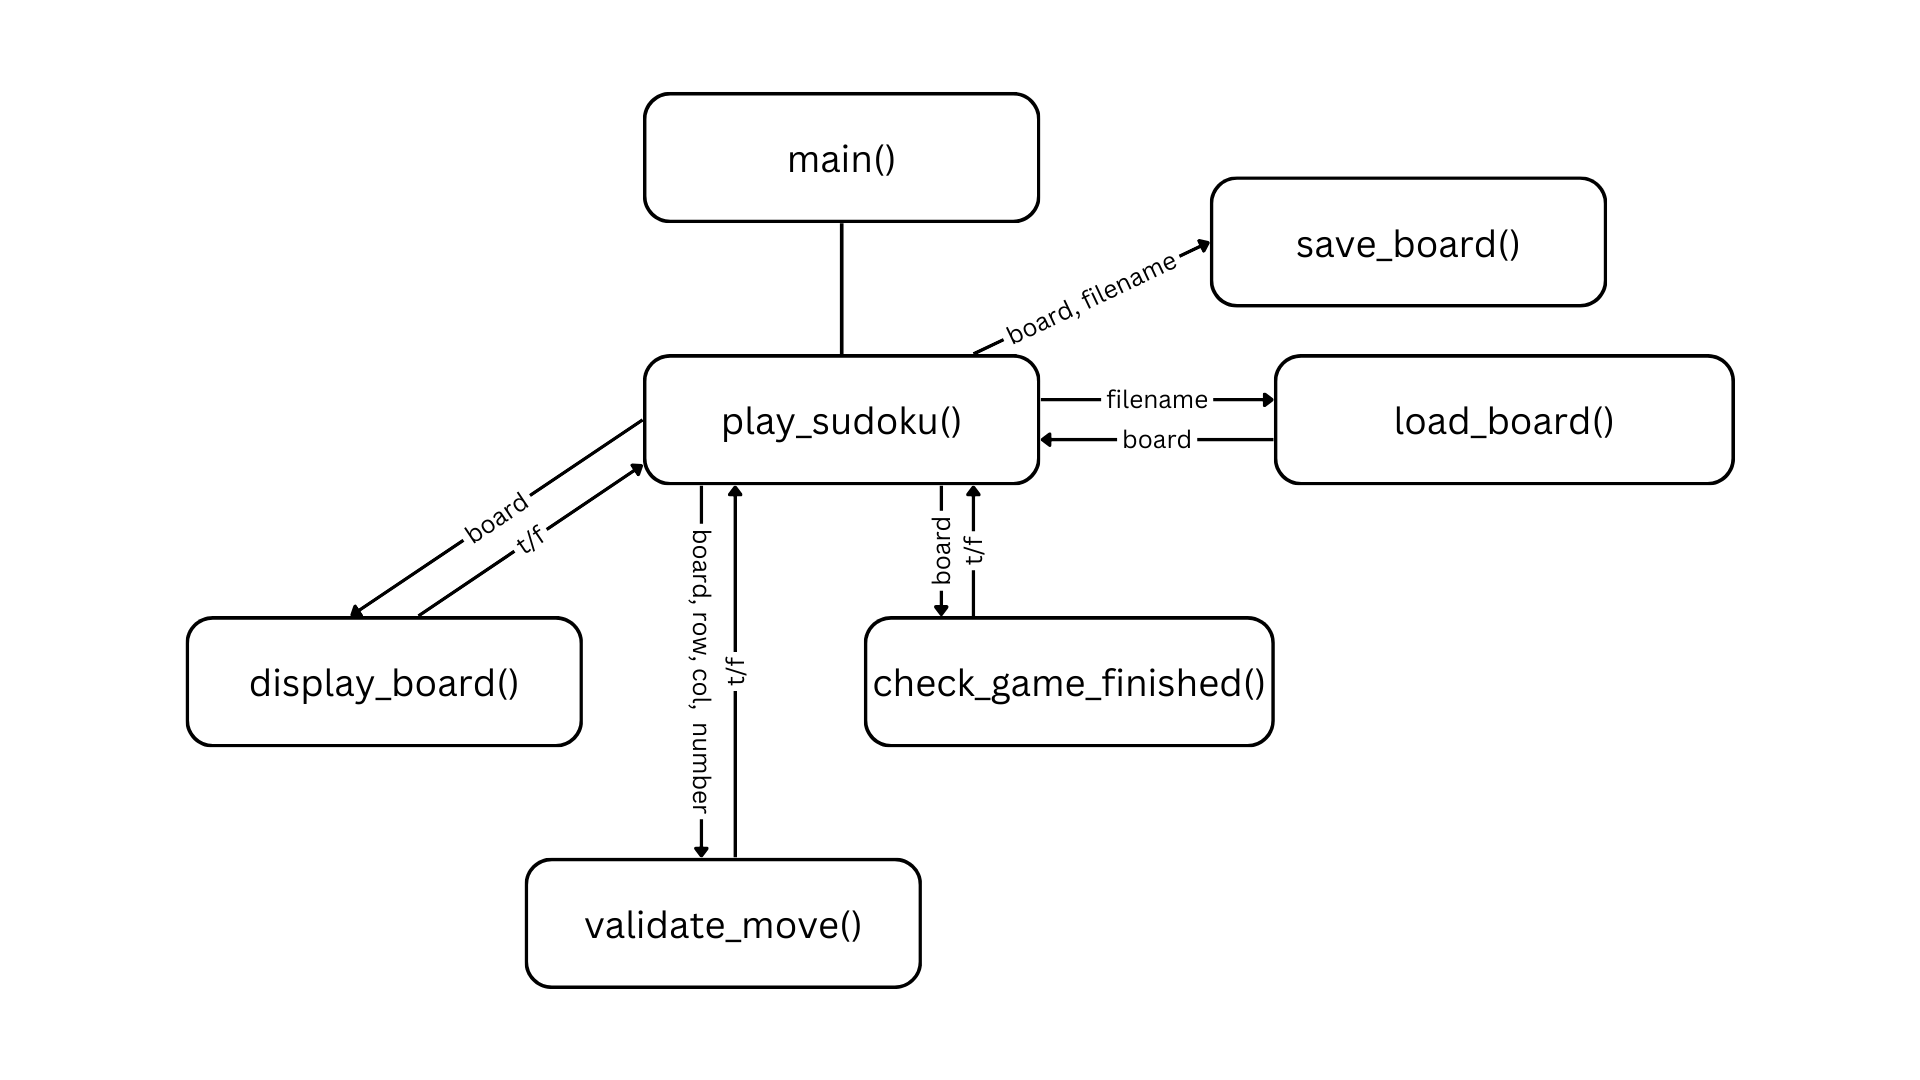 main()
save_board()
board, filename
play_sudoku()
filename
board
load_board()
board
t/f
board, row, col, number
t/f
board
t/f
display_board()
check_game_finished()
validate_move()